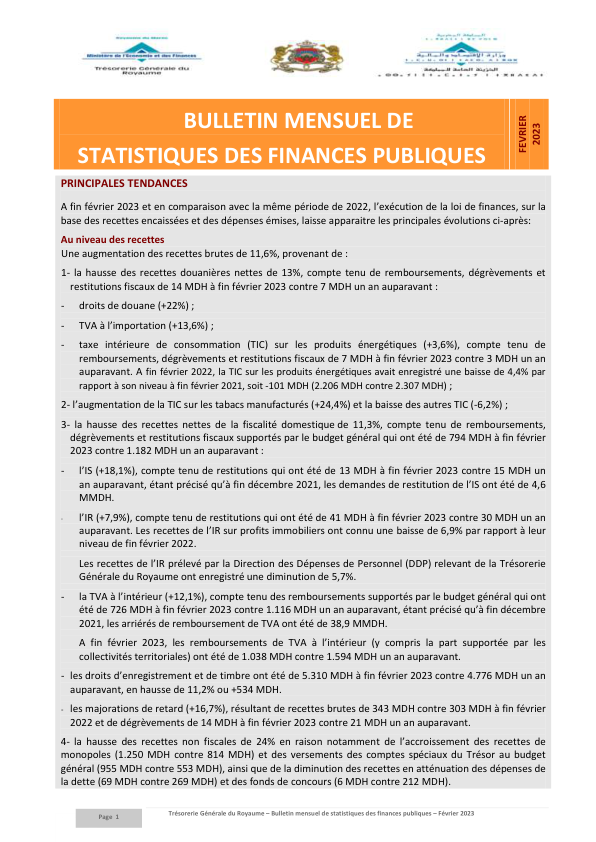 Royaume du Maroc
Ministère de l'Economie et des Finances
Trésorerie Générale du
Royaume
المملكة المغربية
وزارة الاقتصاد والمالية
الخزينة العامة للمملكة
BULLETIN MENSUEL DE
STATISTIQUES DES FINANCES PUBLIQUES
FEVRIER
2023
PRINCIPALES TENDANCES
A fin février 2023 et en comparaison avec la même période de 2022, l'exécution de la loi de finances, sur la
base des recettes encaissées et des dépenses émises, laisse apparaitre les principales évolutions ci-après:
Au niveau des recettes
Une augmentation des recettes brutes de 11,6%, provenant de :
1- la hausse des recettes douanières nettes de 13%, compte tenu de remboursements, dégrèvements et
restitutions fiscaux de 14 MDH à fin février 2023 contre 7 MDH un an auparavant :
- droits de douane (+22%) ;
- TVA à l'importation (+13,6%) ;
- taxe intérieure de consommation (TIC) sur les produits énergétiques (+3,6%), compte tenu de
remboursements, dégrèvements et restitutions fiscaux de 7 MDH à fin février 2023 contre 3 MDH un an
auparavant. A fin février 2022, la TIC sur les produits énergétiques avait enregistré une baisse de 4,4% par
rapport à son niveau à fin février 2021, soit -101 MDH (2.206 MDH contre 2.307 MDH) ;
2- l'augmentation de la TIC sur les tabacs manufacturés (+24,4%) et la baisse des autres TIC (-6,2%) ;
3- la hausse des recettes nettes de la fiscalité domestique de 11,3%, compte tenu de remboursements,
dégrèvements et restitutions fiscaux supportés par le budget général qui ont été de 794 MDH à fin février
2023 contre 1.182 MDH un an auparavant :
- l'IS (+18,1%), compte tenu de restitutions qui ont été de 13 MDH à fin février 2023 contre 15 MDH un
an auparavant, étant précisé qu'à fin décembre 2021, les demandes de restitution de l'IS ont été de 4,6
MMDH.
- l'IR (+7,9%), compte tenu de restitutions qui ont été de 41 MDH à fin février 2023 contre 30 MDH un an
auparavant. Les recettes de l'IR sur profits immobiliers ont connu une baisse de 6,9% par rapport à leur
niveau de fin février 2022.
Les recettes de l'IR prélevé par la Direction des Dépenses de Personnel (DDP) relevant de la Trésorerie
Générale du Royaume ont enregistré une diminution de 5,7%.
- la TVA à l'intérieur (+12,1%), compte tenu des remboursements supportés par le budget général qui ont
été de 726 MDH à fin février 2023 contre 1.116 MDH un an auparavant, étant précisé qu'à fin décembre
2021, les arriérés de remboursement de TVA ont été de 38,9 MMDH.
A fin février 2023, les remboursements de TVA à l'intérieur (y compris la part supportée par les
collectivités territoriales) ont été de 1.038 MDH contre 1.594 MDH un an auparavant.
- les droits d'enregistrement et de timbre ont été de 5.310 MDH à fin février 2023 contre 4.776 MDH un an
auparavant, en hausse de 11,2% ou +534 MDH.
- les majorations de retard (+16,7%), résultant de recettes brutes de 343 MDH contre 303 MDH à fin février
2022 et de dégrèvements de 14 MDH à fin février 2023 contre 21 MDH un an auparavant.
4- la hausse des recettes non fiscales de 24% en raison notamment de l'accroissement des recettes de
monopoles (1.250 MDH contre 814 MDH) et des versements des comptes spéciaux du Trésor au budget
général (955 MDH contre 553 MDH), ainsi que de la diminution des recettes en atténuation des dépenses de
la dette (69 MDH contre 269 MDH) et des fonds de concours (6 MDH contre 212 MDH).
Page 1
Trésorerie Générale du Royaume – Bulletin mensuel de statistiques des finances publiques – Février 2023